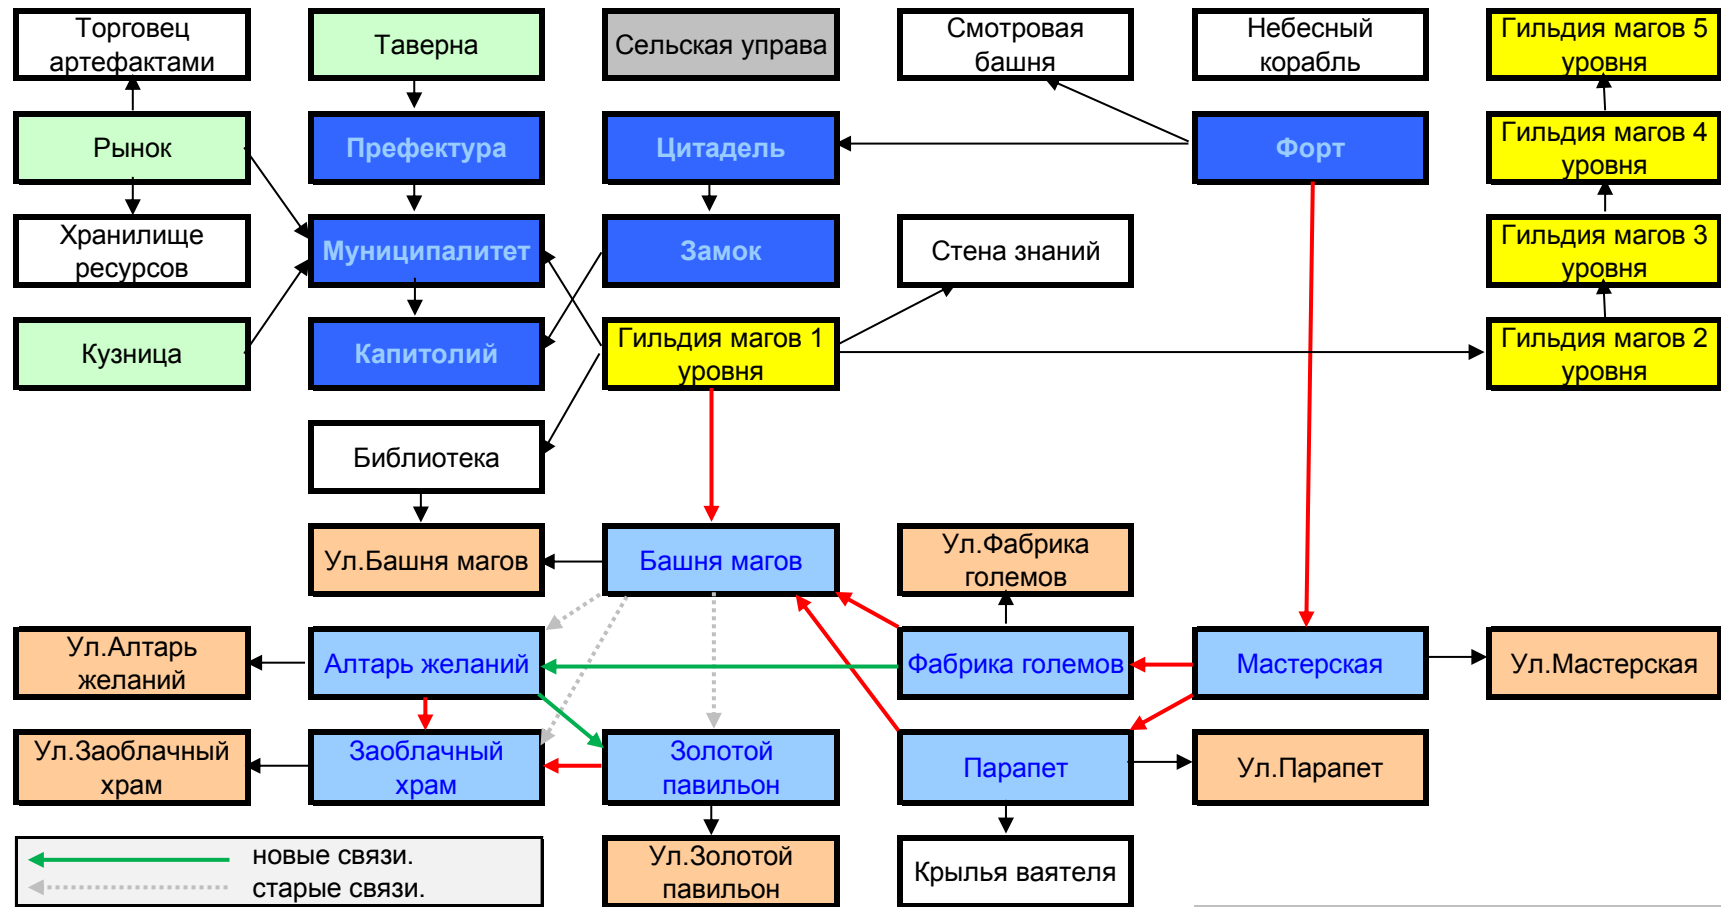 Торговец
артефактами
Таверна
Сельская управа
Смотровая
башня
Небесный
корабль
Гильдия магов 5
уровня
Рынок
Префектура
Цитадель
Форт
Гильдия магов 4
уровня
Хранилище
ресурсов
Муниципалитет
Замок
Стена знаний
Гильдия магов 3
уровня
Кузница
Капитолий
Гильдия магов 1
уровня
Гильдия магов 2
уровня
Библиотека
Ул.Башня магов
Башня магов
Ул.Фабрика
големов
Ул.Алтарь
желаний
Алтарь желаний
Фабрика големов
Мастерская
Ул.Мастерская
Ул.Заоблачный
храм
Заоблачный
храм
Золотой
павильон
Парапет
Ул.Парапет
новые связи.
старые связи.
Ул.Золотой
павильон
Крылья ваятеля